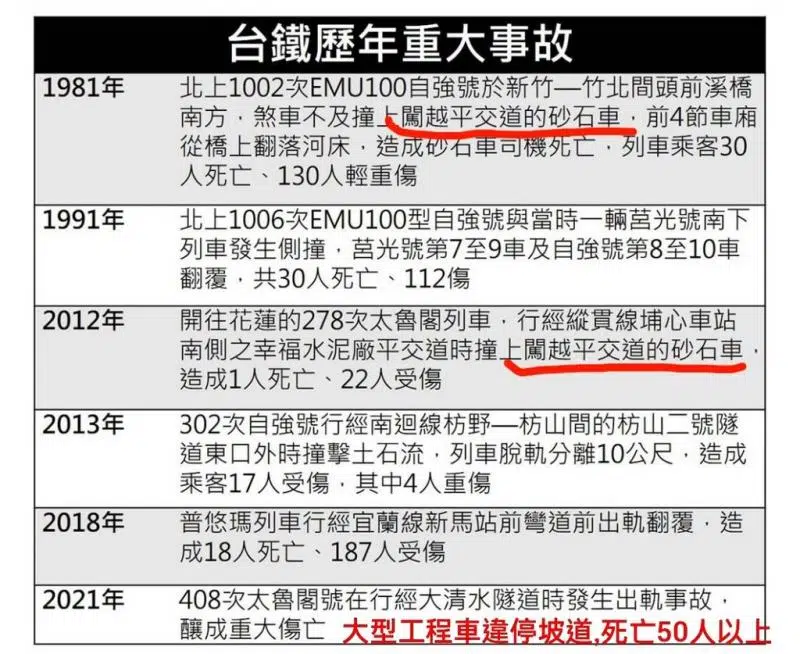 台鐵歷年重大事故
1981年 北上1002次EMU100自強號於新竹—竹北間頭前溪橋
南方，煞車不及撞上闖越平交道的砂石車，前4節車廂
從橋上翻落河床，造成砂石車司機死亡，列車乘客30
人死亡、130人輕重傷
1991年 北上1006次EMU100型自強號與當時一輛莒光號南下
列車發生側撞，莒光號第7至9車及自強號第8至10車
翻覆，共30人死亡、112傷
2012年 開往花蓮的278次太魯閣列車，行經縱貫線埔心車站
南側之幸福水泥廠平交道時撞上闖越平交道的砂石車，
造成1人死亡、22人受傷
2013年 302次自強號行經南迴線枋野—枋山間的枋山二號隧
道東口外時撞擊土石流，列車脫軌分離10公尺，造成
乘客17人受傷，其中4人重傷
2018年 普悠瑪列車行經宜蘭線新馬站前彎道前出軌翻覆，造
成18人死亡、187人受傷
2021年 408次太魯閣號在行經大清水隧道時發生出軌事故，
釀成重大傷亡 大型工程車違停坡道,死亡50人以上